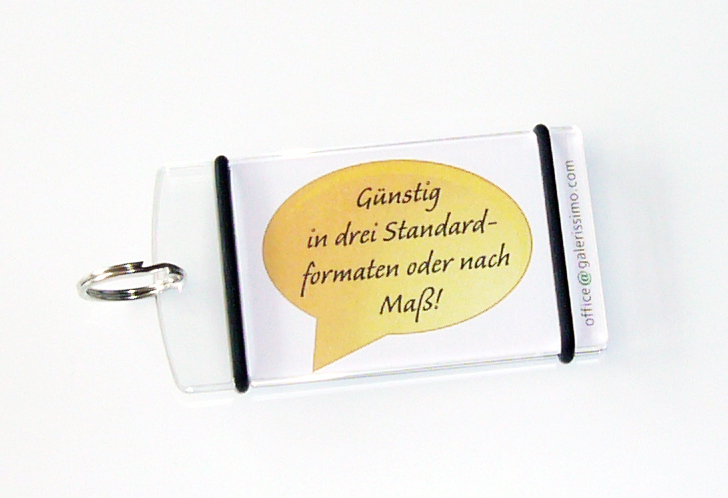 Günstig
in drei Standard-
formaten oder nach
Maß!
office@galerissimo.com